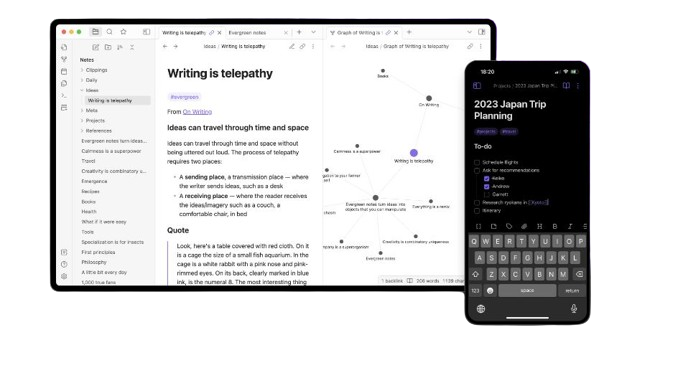 Writing is telepathy
Evergreen notes
Graph of Writing is t
Notes
Clippings
Daily
Ideas
Writing is telepathy
Meta
Projects
References
Evergreen notes turn ideas...
Calmness is a superpower
Travel
Creativity is combinatory u...
Emergence
Recipes
Books
Health
What if it were easy
Tools
Specialization is for insects
First principles
Philosophy
A little bit every day
1,000 true fans
Ideas / Writing is telepathy
Writing is telepathy
#evergreen
From On Writing
Ideas can travel through time and space
Ideas can travel through time and space without
being uttered out loud. The process of telepathy
requires two places:
• A sending place, a transmission place — where
the writer sends ideas, such as a desk
• A receiving place — where the reader receives
the ideas/imagery such as a couch, a
comfortable chair, in bed
Quote
Look, here's a table covered with red cloth. On it
is a cage the size of a small fish aquarium. In the
cage is a white rabbit with a pink nose and pink-
rimmed eyes. On its back, clearly marked in blue
ink, is the numeral 8. The most interesting thing
Ideas / Graph of Writing is telepathy
Books
On Writing
Calmness is a superpower
Writing is telepathy
Evergreen notes turn ideas into
objects that you can manipulate
Everything is a remix
Creativity is combinatory uniqueness
Evergreen notes
1 backlink
206 words
1139 char
18:20
Projects / 2023 Japan Trip P...
2023 Japan Trip
Planning
#projects #travel
To-do
Schedule flights
Ask for recommendations
Keiko
Andrew
Garrett
Research ryokans in [[Kyoto]]
Itinerary
Q W E R T Y U I O P
A S D F G H J K L
Z X C V B N M
123 space return